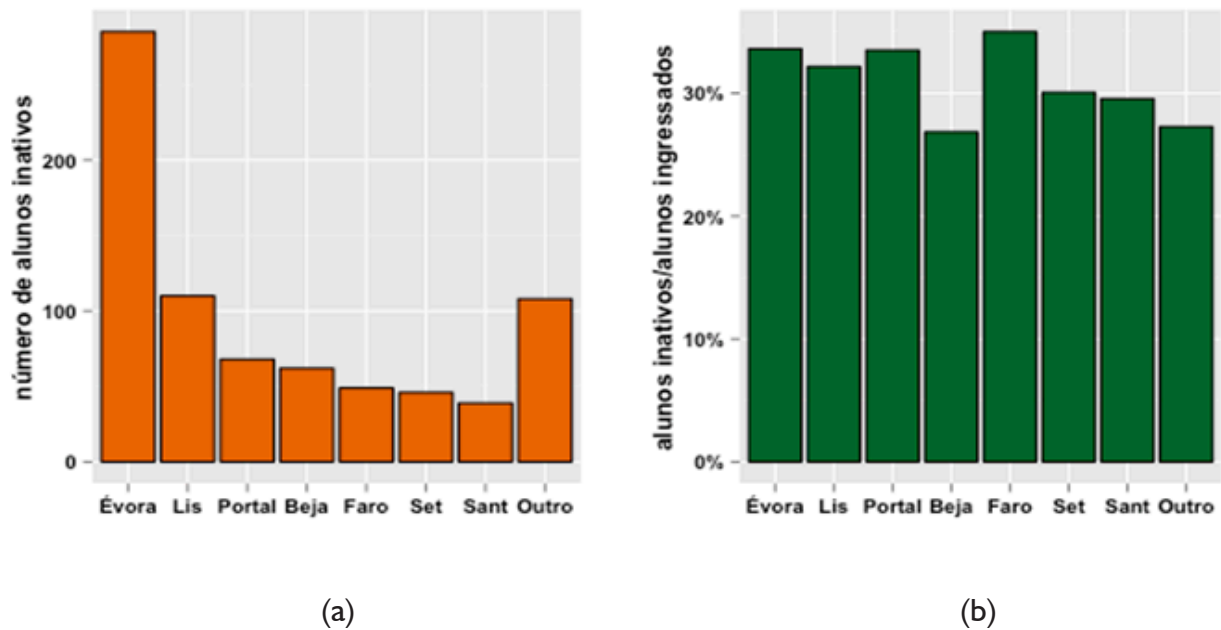 número de alunos inativos
200
100
0
Évora Lis Portal Beja Faro Set Sant Outro
(a)
alunos inativos/alunos ingressados
30%
20%
10%
0%
Évora Lis Portal Beja Faro Set Sant Outro
(b)